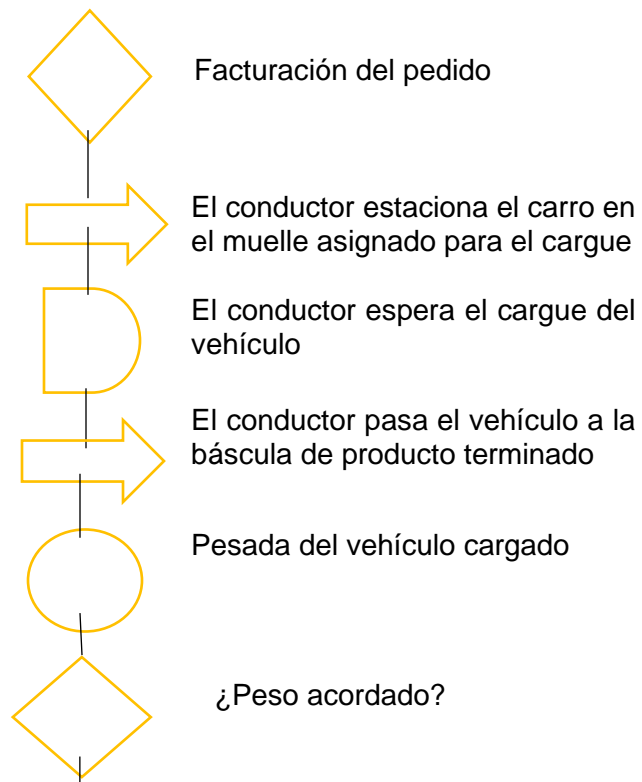 Facturación del pedido
El conductor estaciona el carro en
el muelle asignado para el cargue
El conductor espera el cargue del
vehículo
El conductor pasa el vehículo a la
báscula de producto terminado
Pesada del vehículo cargado
¿Peso acordado?